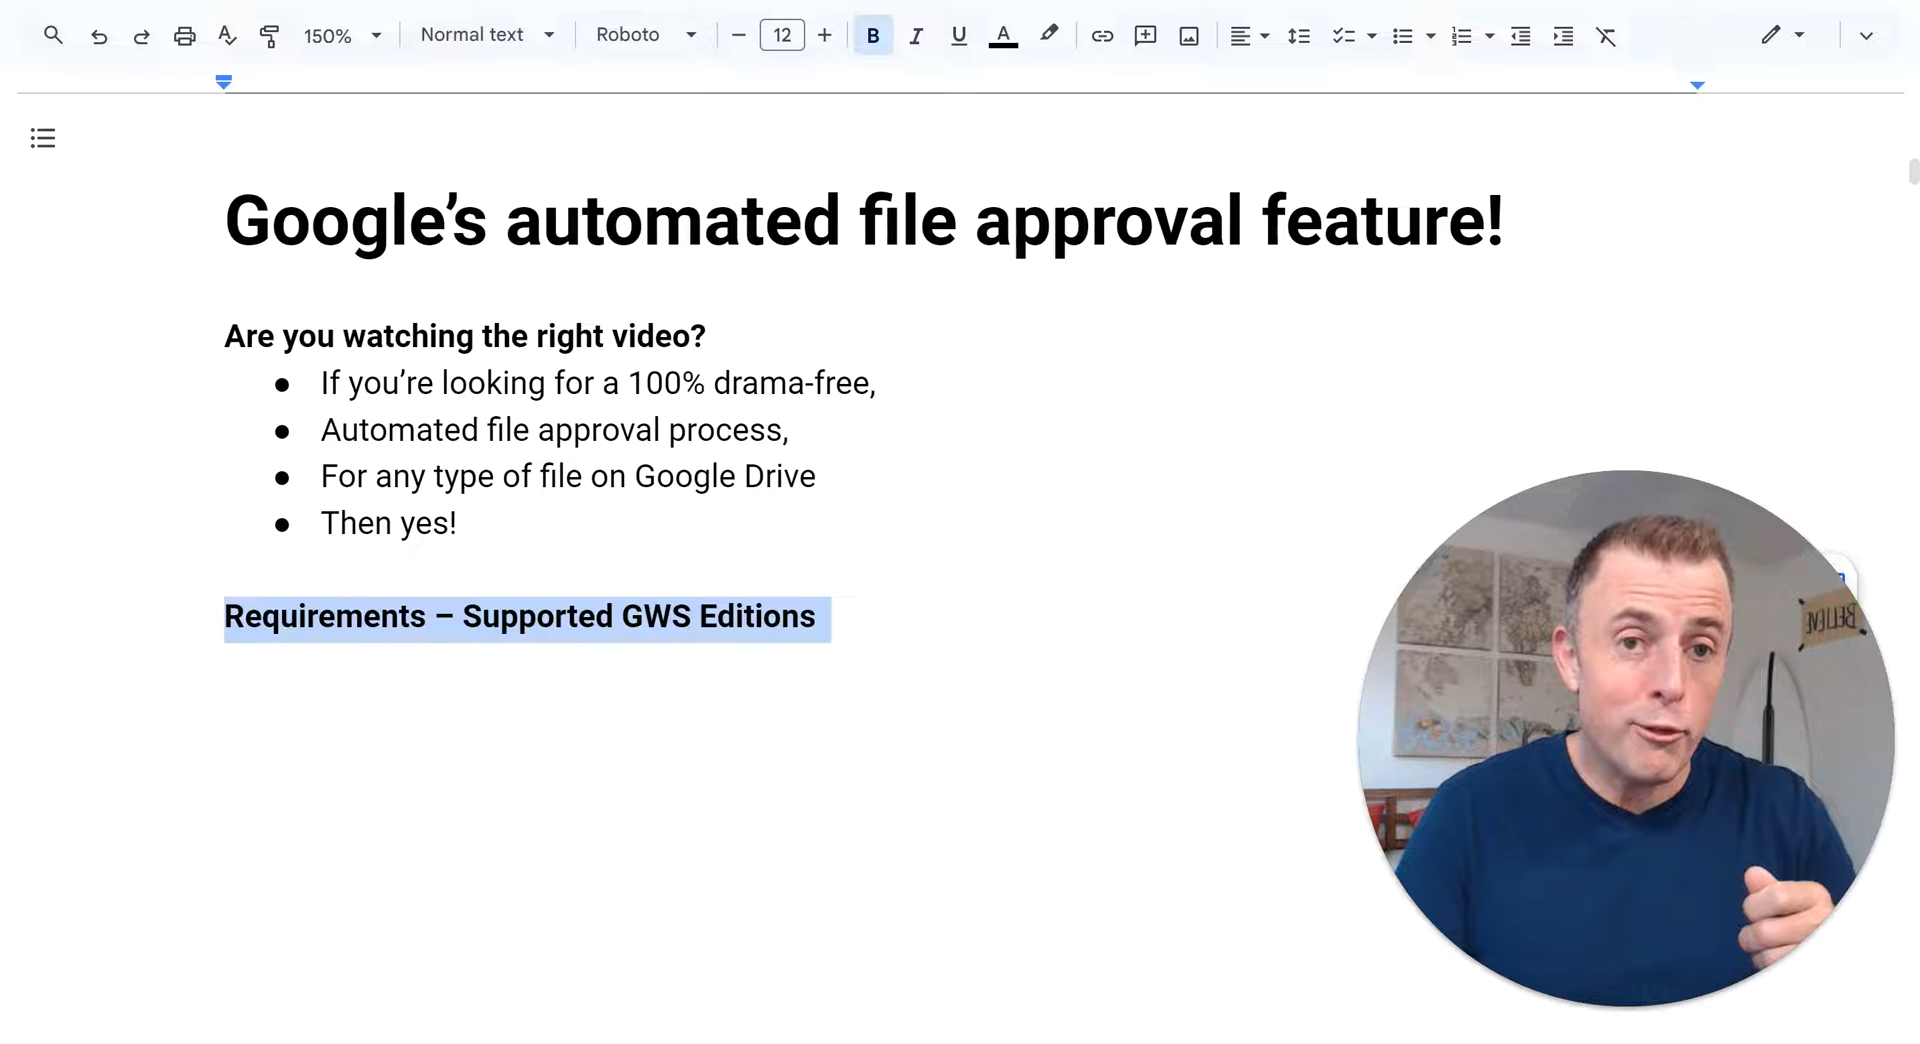 150% Normal text Roboto 12 B I U A
Google’s automated file approval feature!
Are you watching the right video?
● If you’re looking for a 100% drama-free,
● Automated file approval process,
● For any type of file on Google Drive
● Then yes!
Requirements – Supported GWS Editions
BELIEVE